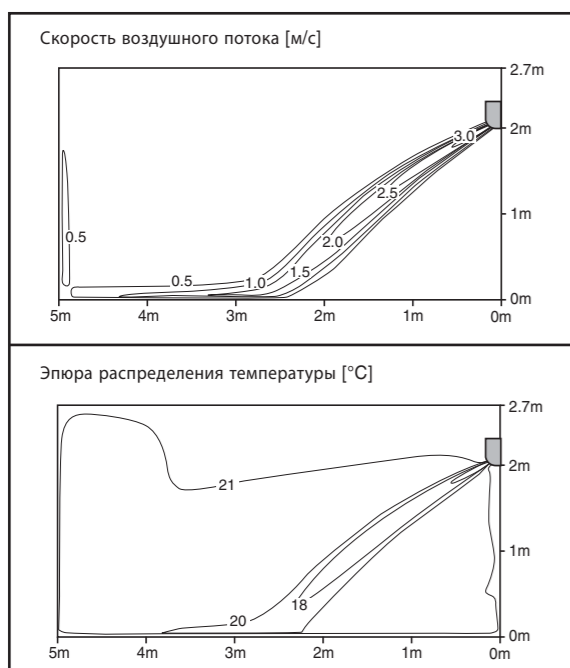 Скорость воздушного потока [м/с]
2.7m
2m
3.0
2.5
1m
0.5
2.0
0.5
1.0
1.5
0m
5m 4m 3m 2m 1m 0m
Эпюра распределения температуры [°C]
2.7m
2m
21
1m
18
20
0m
5m 4m 3m 2m 1m 0m